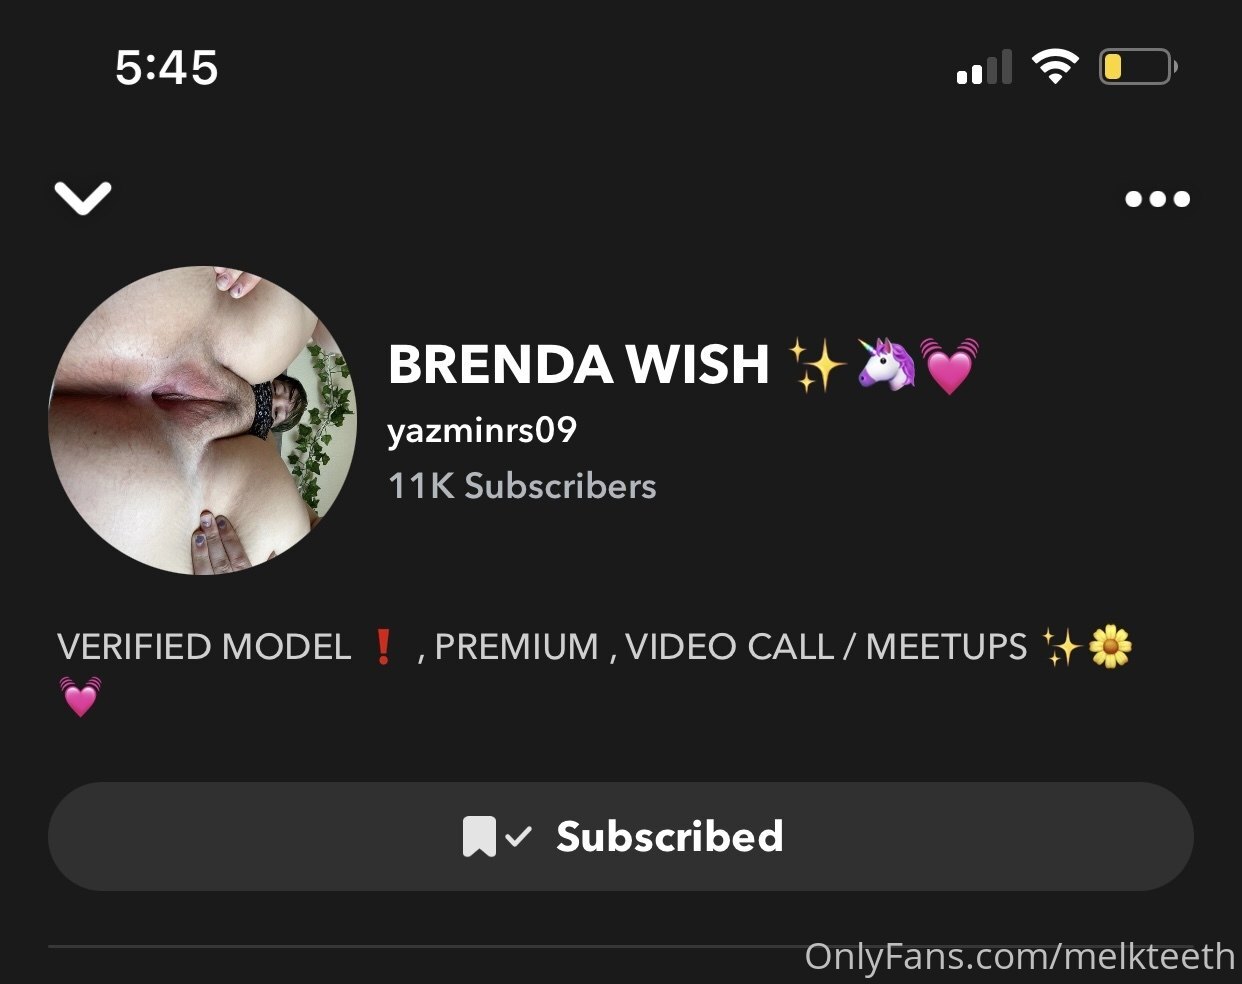 5:45
BRENDA WISH ✨🦄💓
yazminrs09
11K Subscribers
VERIFIED MODEL ❗ , PREMIUM , VIDEO CALL / MEETUPS ✨🌼
💓
Subscribed
OnlyFans.com/melkteeth